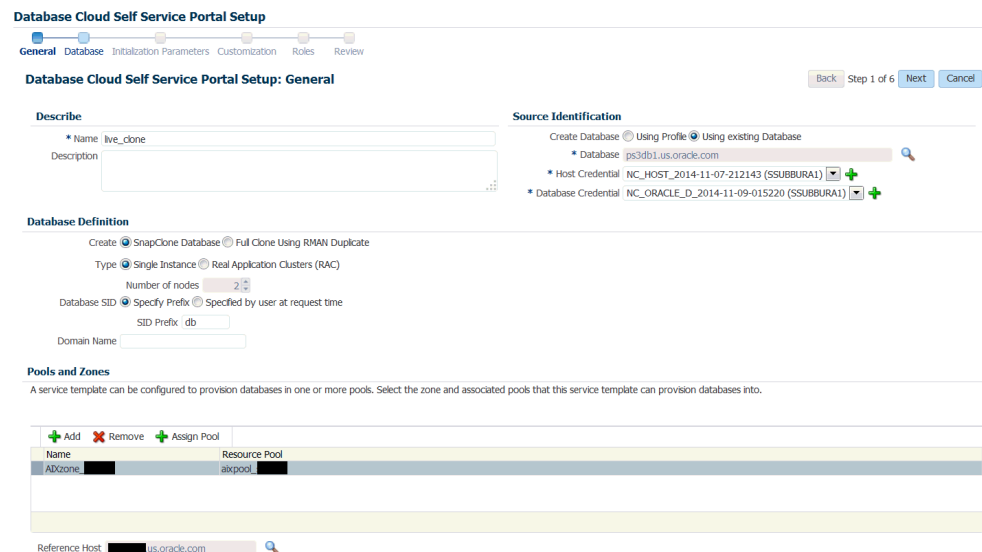 Database Cloud Self Service Portal Setup
General Database Initialization Parameters Customization Roles Review
Database Cloud Self Service Portal Setup: General
Back Step 1 of 6 Next Cancel
Describe
* Name live_clone
Description
Source Identification
Create Database Using Profile Using existing Database
* Database ps3db1.us.oracle.com
* Host Credential NC_HOST_2014-11-07-212143 (SSUBBURA1)
* Database Credential NC_ORACLE_D_2014-11-09-015220 (SSUBBURA1)
Database Definition
Create SnapClone Database Full Clone Using RMAN Duplicate
Type Single Instance Real Application Clusters (RAC)
Number of nodes 2
Database SID Specify Prefix Specified by user at request time
SID Prefix db
Domain Name
Pools and Zones
A service template can be configured to provision databases in one or more pools. Select the zone and associated pools that this service template can provision databases into.
Add Remove Assign Pool
Name Resource Pool
AIXzone_ aixpool_
Reference Host us.oracle.com